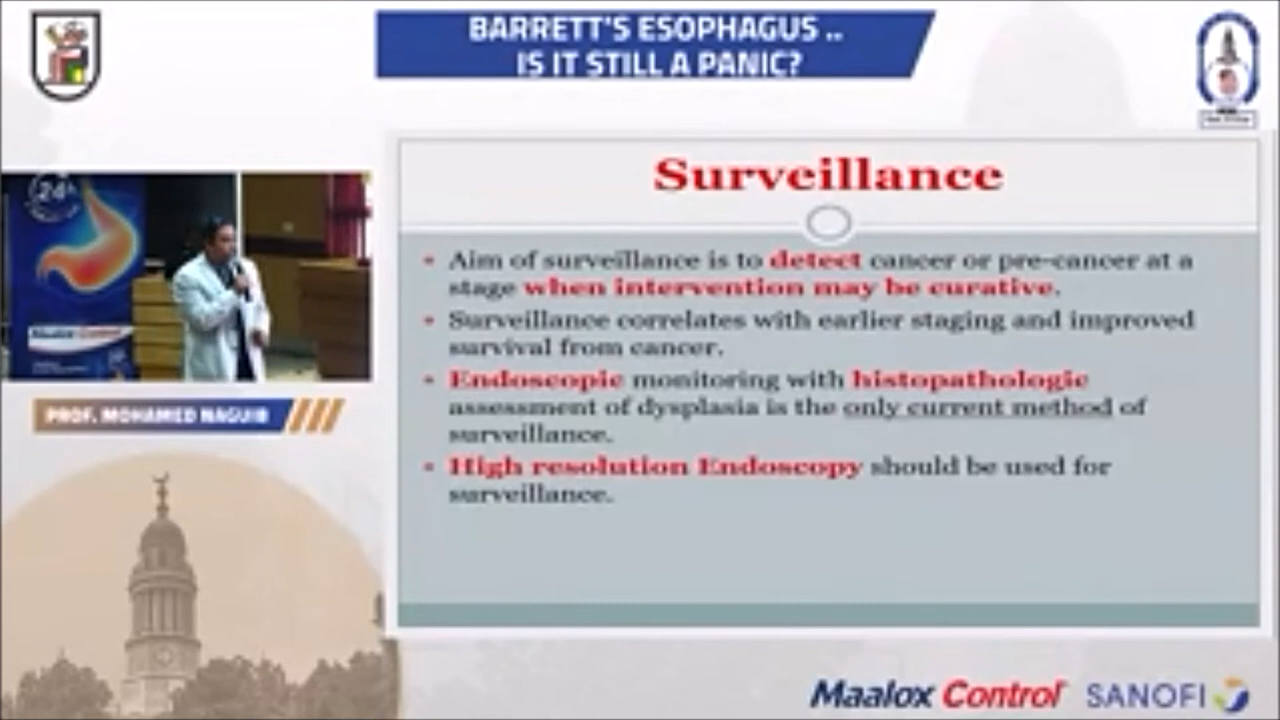 BARRETT'S ESOPHAGUS ..
IS IT STILL A PANIC?
Surveillance
• Aim of surveillance is to detect cancer or pre-cancer at a
stage when intervention may be curative.
• Surveillance correlates with earlier staging and improved
survival from cancer.
• Endoscopic monitoring with histopathologic
assessment of dysplasia is the only current method of
surveillance.
• High resolution Endoscopy should be used for
surveillance.
24h
Maalox Control
PROF. MOHAMED NAGUIB
Maalox Control SANOFI